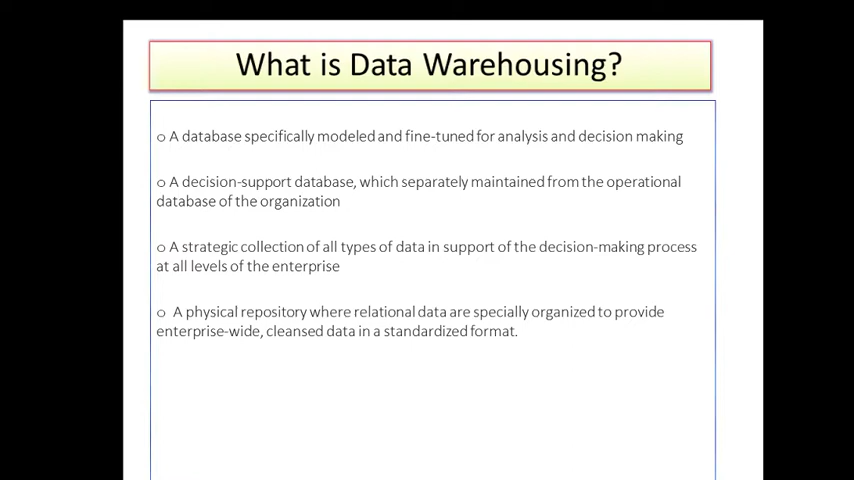 What is Data Warehousing?
o A database specifically modeled and fine-tuned for analysis and decision making
o A decision-support database, which separately maintained from the operational
database of the organization
o A strategic collection of all types of data in support of the decision-making process
at all levels of the enterprise
o A physical repository where relational data are specially organized to provide
enterprise-wide, cleansed data in a standardized format.